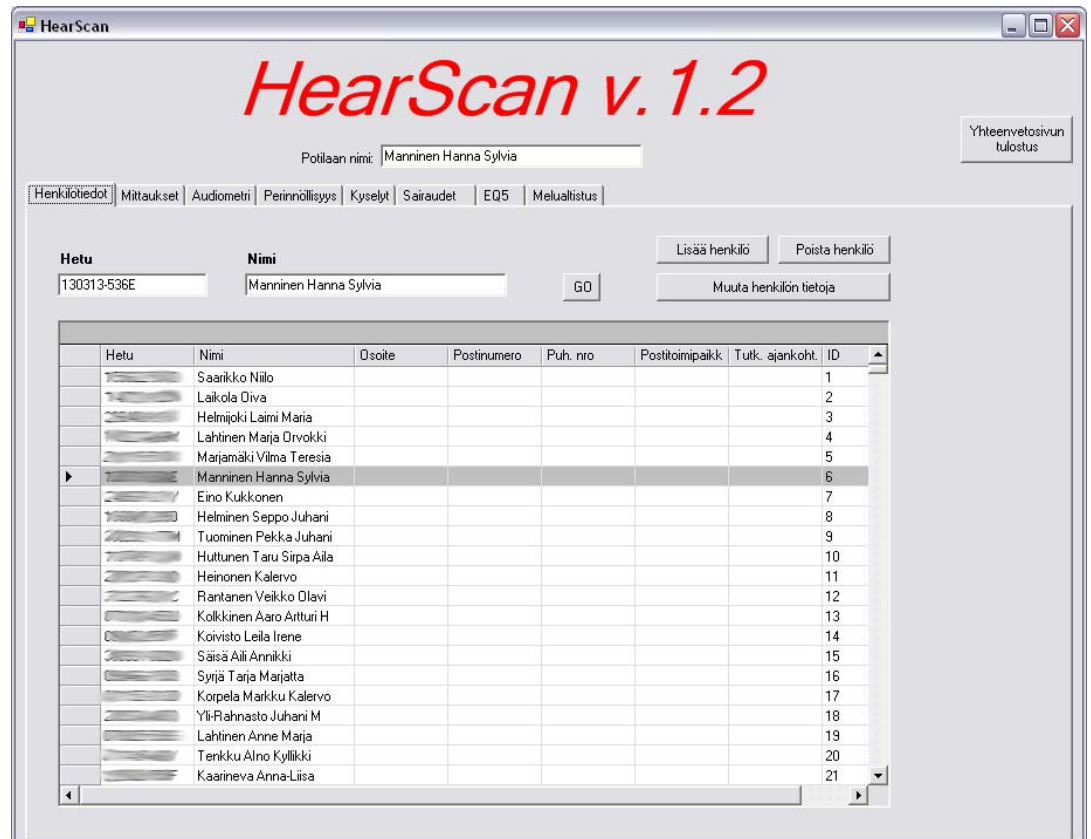 HearScan
HearScan v.1.2
Yhteenvetosivun
tulostus
Potilaan nimi: Manninen Hanna Sylvia
Henkilötiedot Mittaukset Audiometri Perinnöllisyys Kyselyt Sairaudet EQ5 Melualtistus
Lisää henkilö Poista henkilö
Hetu Nimi
130313-536E Manninen Hanna Sylvia GO Muuta henkilön tietoja
Hetu Nimi Osoite Postinumero Puh. nro Postitoimipaikk Tutk. ajankoht. ID
Saarikko Niilo 1
Laikola Oiva 2
Helmijoki Laimi Maria 3
Lahtinen Marja Orvokki 4
Marjamäki Vilma Teresia 5
Manninen Hanna Sylvia 6
Eino Kukkonen 7
Helminen Seppo Juhani 8
Tuominen Pekka Juhani 9
Huttunen Taru Sirpa Aila 10
Heinonen Kalervo 11
Rantanen Veikko Olavi 12
Kolkkinen Aaro Artturi H 13
Koivisto Leila Irene 14
Säisä Aili Annikki 15
Syrjä Tarja Marjatta 16
Korpela Markku Kalervo 17
Yli-Rahnasto Juhani M 18
Lahtinen Anne Marja 19
Tenkku Alno Kyllikki 20
Kaarineva Anna-Liisa 21